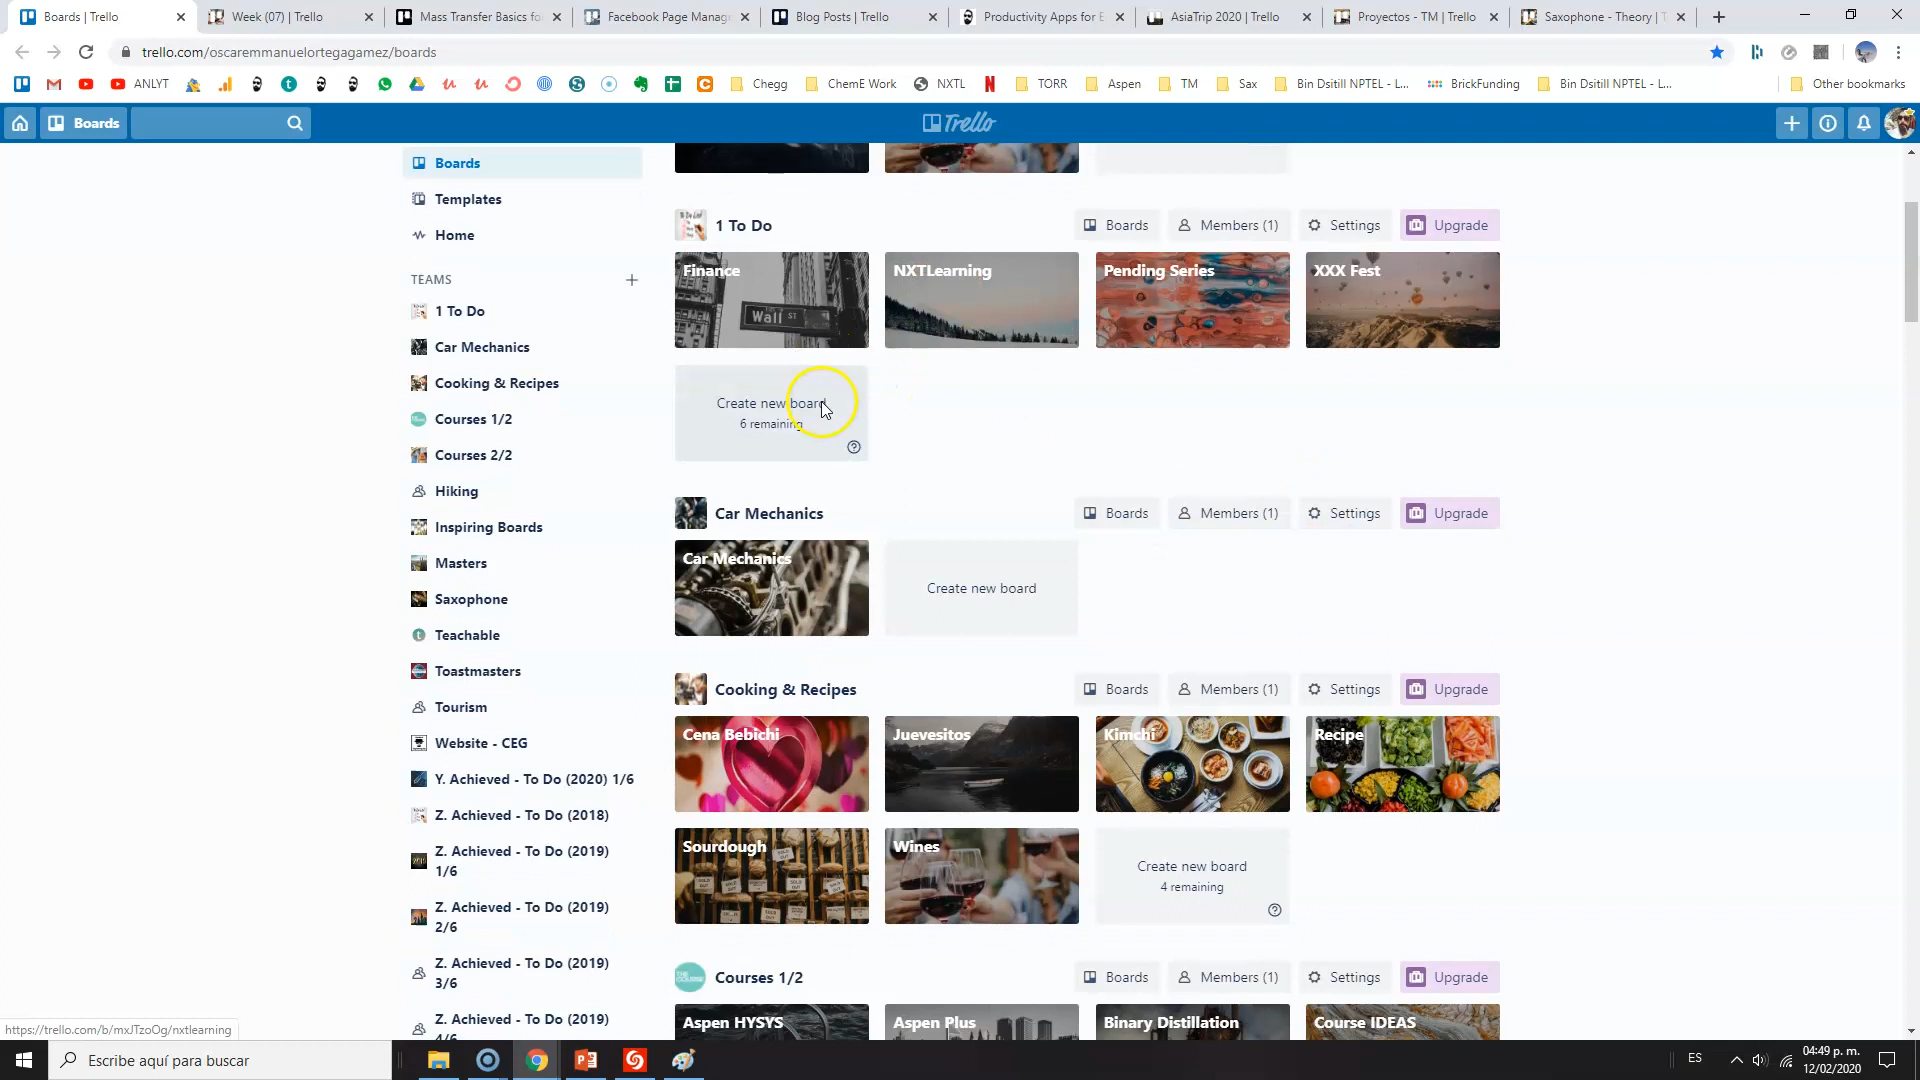 Boards | Trello
Week (07) | Trello
Mass Transfer Basics fo
Facebook Page Manag
Blog Posts | Trello
Productivity Apps for E
AsiaTrip 2020 | Trello
Proyectos - TM | Trello
Saxophone - Theory | T
trello.com/oscaremmanuelortegagamez/boards
ANLYT
Chegg
ChemE Work
NXTL
TORR
Aspen
TM
Sax
Bin Dsitill NPTEL - L...
BrickFunding
Bin Dsitill NPTEL - L...
Other bookmarks
Boards
Trello
Boards
Templates
Home
TEAMS
1 To Do
Car Mechanics
Cooking & Recipes
Courses 1/2
Courses 2/2
Hiking
Inspiring Boards
Masters
Saxophone
Teachable
Toastmasters
Tourism
Website - CEG
Y. Achieved - To Do (2020) 1/6
Z. Achieved - To Do (2018)
Z. Achieved - To Do (2019)
1/6
Z. Achieved - To Do (2019)
2/6
Z. Achieved - To Do (2019)
3/6
Z. Achieved - To Do (2019)
1 To Do
Boards
Members (1)
Settings
Upgrade
Finance
Wall ST
NXTLearning
Pending Series
XXX Fest
Create new board
6 remaining
Car Mechanics
Boards
Members (1)
Settings
Upgrade
Car Mechanics
Create new board
Cooking & Recipes
Boards
Members (1)
Settings
Upgrade
Cena Bebichi
Juevesitos
Kimchi
Recipe
Sourdough
Wines
Create new board
4 remaining
Courses 1/2
Boards
Members (1)
Settings
Upgrade
Aspen HYSYS
Aspen Plus
Binary Distillation
Course IDEAS
https://trello.com/b/mxJTzoOg/nxtlearning
Escribe aquí para buscar
ES
04:49 p. m.
12/02/2020